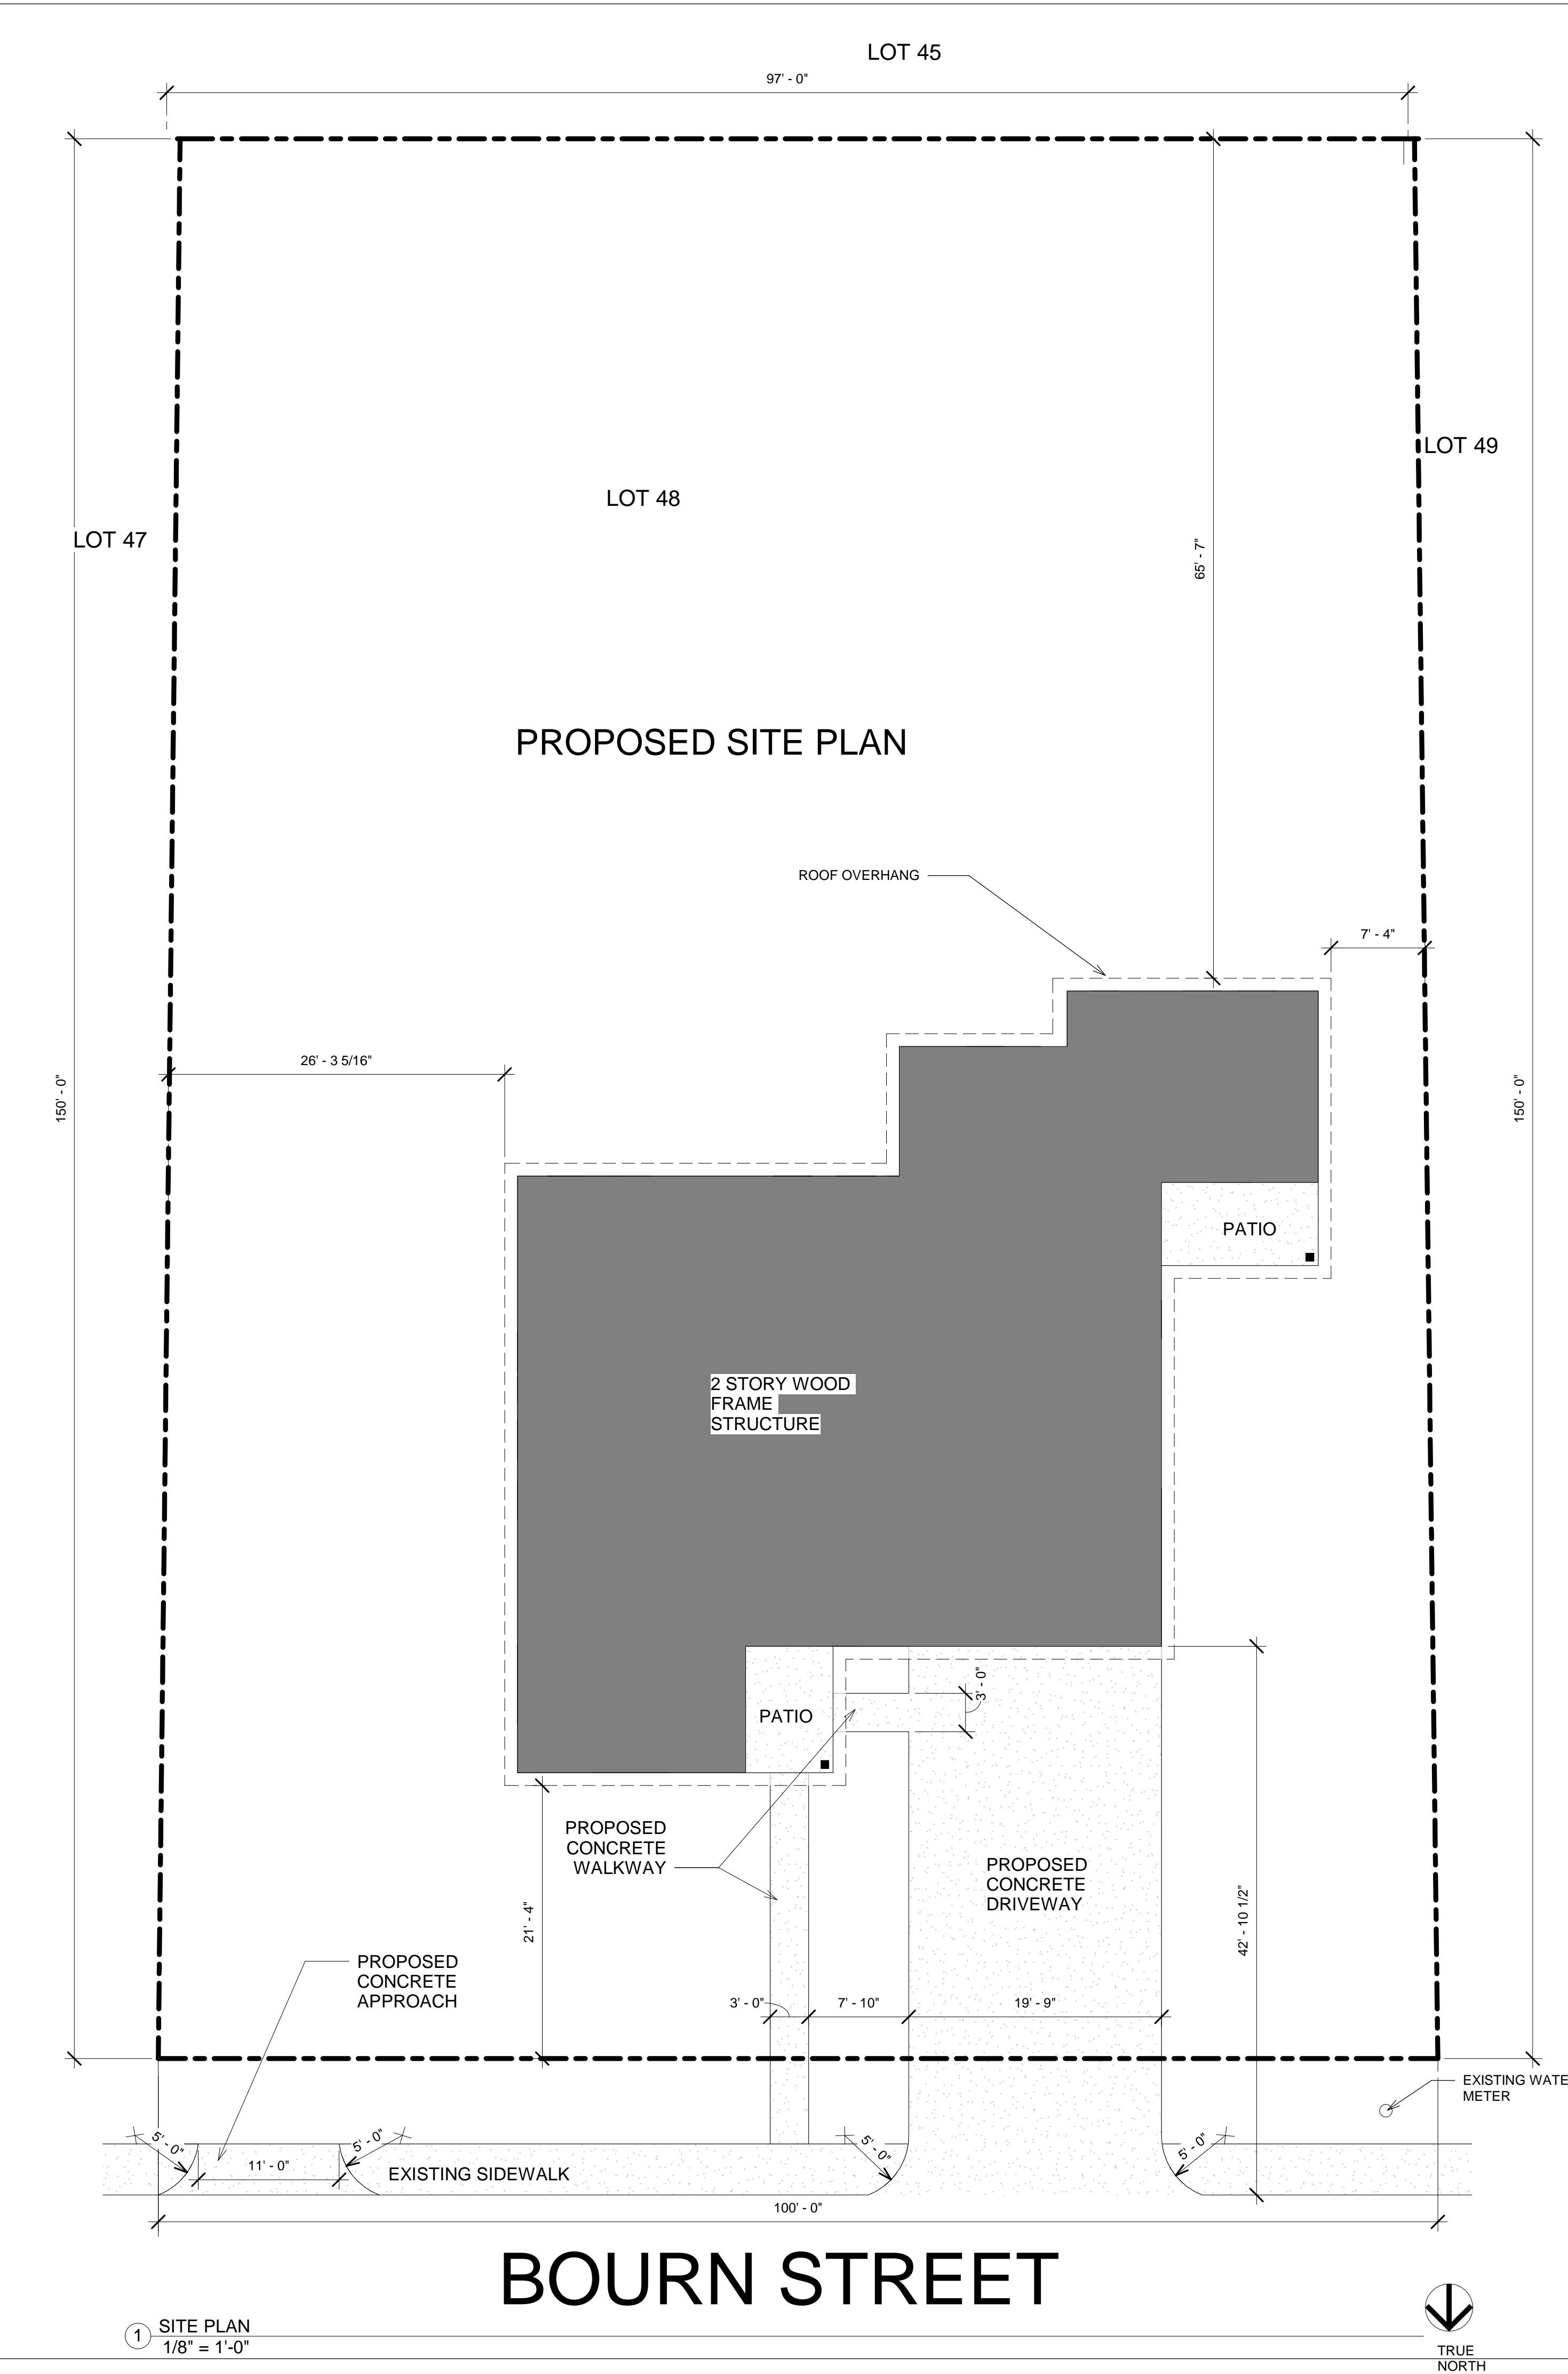 LOT 45
97' - 0"
LOT 49
LOT 48
LOT 47
65' - 7"
PROPOSED SITE PLAN
ROOF OVERHANG
7' - 4"
26' - 3 5/16"
150' - 0"
150' - 0"
PATIO
2 STORY WOOD
FRAME
STRUCTURE
3' - 0"
PATIO
PROPOSED
CONCRETE
WALKWAY
PROPOSED
CONCRETE
DRIVEWAY
21' - 4"
42' - 10 1/2"
PROPOSED
CONCRETE
APPROACH
3' - 0"
7' - 10"
19' - 9"
EXISTING WATE
METER
5' - 0"
5' - 0"
5' - 0"
5' - 0"
11' - 0"
EXISTING SIDEWALK
100' - 0"
BOURN STREET
1
SITE PLAN
1/8" = 1'-0"
TRUE
NORTH